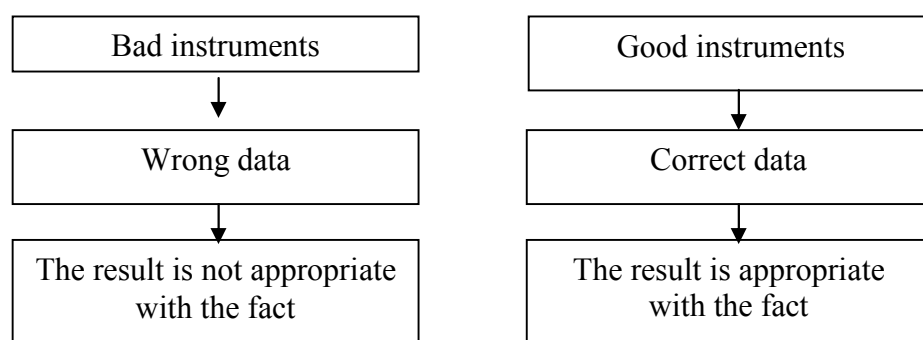 Bad instruments
Wrong data
The result is not appropriate
with the fact
Good instruments
Correct data
The result is appropriate
with the fact